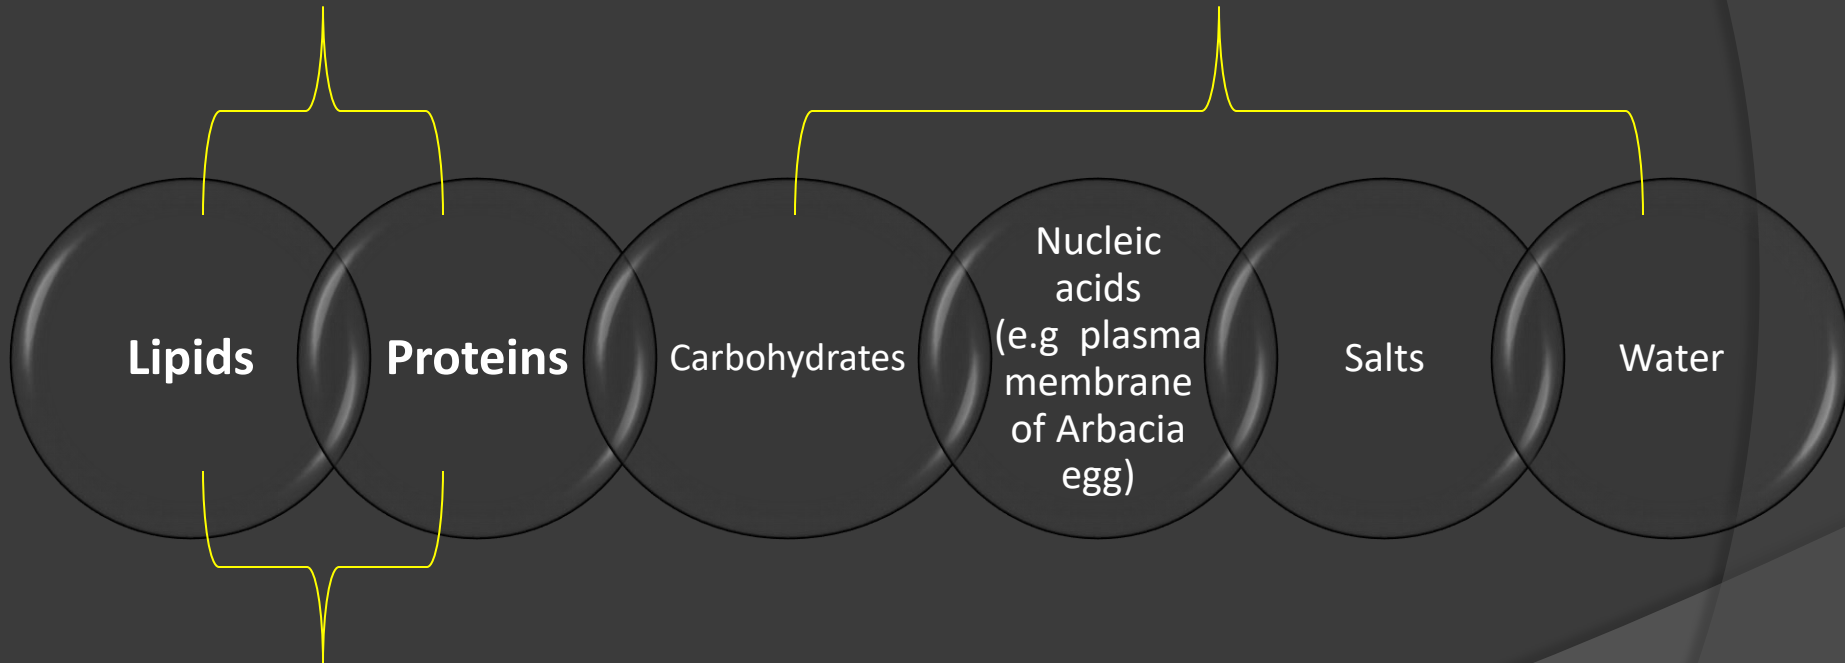 Lipids
Proteins
Carbohydrates
Nucleic
acids
(e.g plasma
membrane
of Arbacia
egg)
Salts
Water